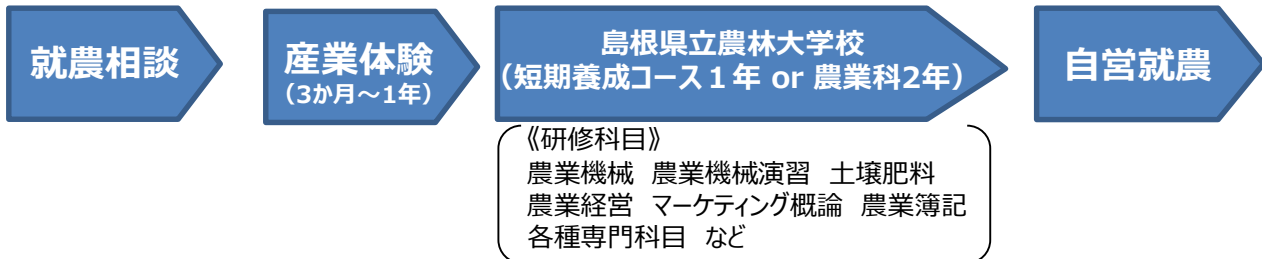 就農相談
産業体験
（3か月～1年）
島根県立農林大学校
（短期養成コース１年 or 農業科2年）
自営就農
《研修科目》
農業機械　農業機械演習　土壌肥料
農業経営　マーケティング概論　農業簿記
各種専門科目　など